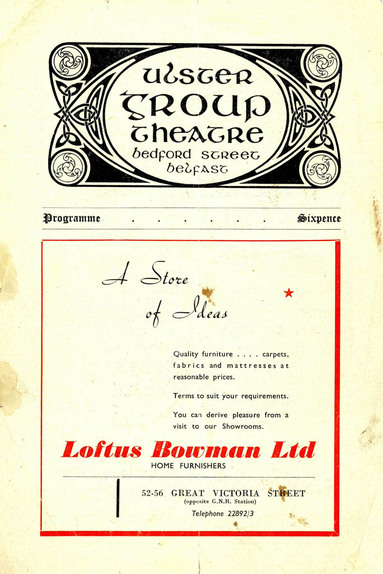 ULSTER
GROUP
THEATRE
BEDFORD STREET
BELFAST
Programme . . . . . . Sixpence
A Store
of Ideas
Quality furniture . . . . carpets,
fabrics and mattresses at
reasonable prices.
Terms to suit your requirements.
You can derive pleasure from a
visit to our Showrooms.
Loftus Bowman Ltd
HOME FURNISHERS
52-56 GREAT VICTORIA STREET
(opposite G.N.R. Station)
Telephone 22892/3